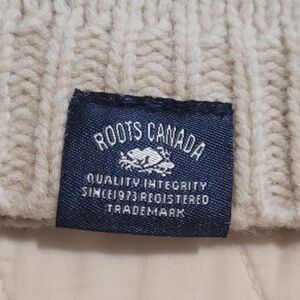 ROOTS CANADA
QUALITY INTEGRITY
SINCE 1973 REGISTERED
TRADEMARK